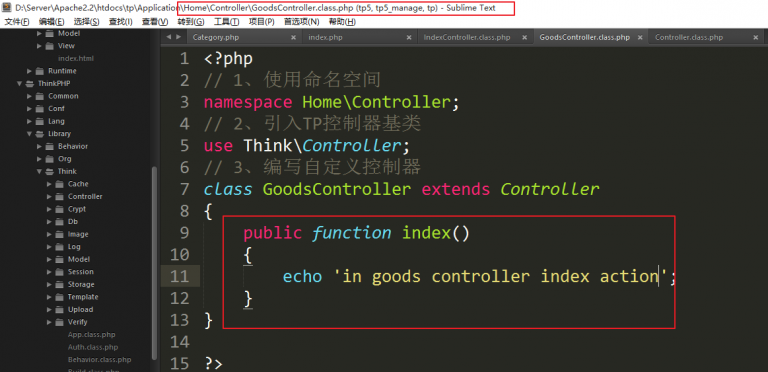 D:\Server\Apache2.2\htdocs\tp\Application\Home\Controller\GoodsController.class.php (tp5, tp5_manage, tp) - Sublime Text
文件(F) 编辑(E) 选择(S) 查找(I) 查看(V) 转到(G) 工具(T) 项目(P) 首选项(N) 帮助(H)
Model
View
index.html
Runtime
ThinkPHP
Common
Conf
Lang
Library
Behavior
Org
Think
Cache
Controller
Crypt
Db
Image
Log
Model
Session
Storage
Template
Upload
Verify
App.class.php
Auth.class.php
Behavior.class.php
Build.class.php
Category.php index.php IndexController.class.php GoodsController.class.php Controller.class.php
1 <?php
2 // 1、使用命名空间
3 namespace Home\Controller;
4 // 2、引入TP控制器基类
5 use Think\Controller;
6 // 3、编写自定义控制器
7 class GoodsController extends Controller
8 {
9 public function index()
10 {
11 echo 'in goods controller index action';
12 }
13 }
14
15 ?>